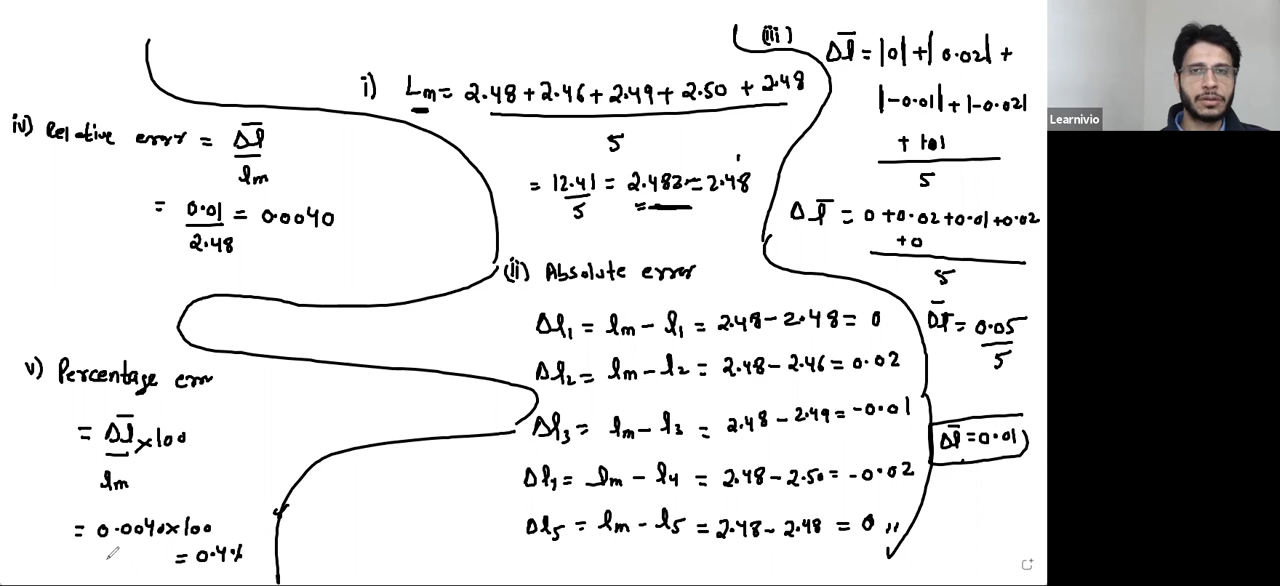 i) Lm = 2.48 + 2.46 + 2.49 + 2.50 + 2.48
5
= 12.41 / 5 = 2.482 ≈ 2.48
(ii) Absolute error
Δl1 = lm - l1 = 2.48 - 2.48 = 0
Δl2 = lm - l2 = 2.48 - 2.46 = 0.02
Δl3 = lm - l3 = 2.48 - 2.49 = -0.01
Δl4 = lm - l4 = 2.48 - 2.50 = -0.02
Δl5 = lm - l5 = 2.48 - 2.48 = 0 ,,
(iii)
Δl̅ = |0| + |0.02| +
|-0.01| + |-0.02|
+ |0|
5
Δl̅ = 0 + 0.02 + 0.01 + 0.02
+ 0
5
Δl̅ = 0.05 / 5
Δl̅ = 0.01
iv) Relative error = Δl̅ / lm
= 0.01 / 2.48 = 0.0040
v) Percentage
= Δl̅ / lm × 100
= 0.0040 × 100
= 0.4%
Learnivio